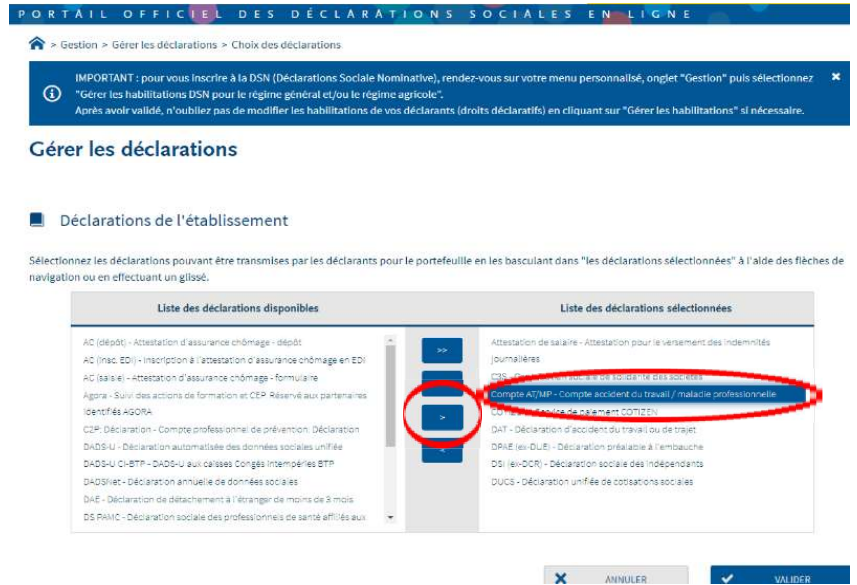 PORTAIL OFFICIEL DES DÉCLARATIONS SOCIALES EN LIGNE
> Gestion > Gérer les déclarations > Choix des déclarations
IMPORTANT : pour vous inscrire à la DSN (Déclarations Sociale Nominative), rendez-vous sur votre menu personnalisé, onglet "Gestion" puis sélectionnez
"Gérer les habilitations DSN pour le régime général et/ou le régime agricole".
Après avoir validé, n'oubliez pas de modifier les habilitations de vos déclarants (droits déclaratifs) en cliquant sur "Gérer les habilitations" si nécessaire.
Gérer les déclarations
Déclarations de l'établissement
Sélectionnez les déclarations pouvant être transmises par les déclarants pour le portefeuille en les basculant dans "les déclarations sélectionnées" à l'aide des flèches de
navigation ou en effectuant un glissé.
Liste des déclarations disponibles
AC (dépôt) - Attestation d'assurance chômage - dépôt
AC (insc. EDI) - Inscription à l'attestation d'assurance chômage en EDI
AC (saisie) - Attestation d'assurance chômage - formulaire
Agora - Suivi des actions de formation et CEP Réservé aux partenaires
identifiés AGORA
C2P: Déclaration - Compte professionnel de prévention: Déclaration
DADS-U - Déclaration automatisée des données sociales unifiée
DADS-U CI-BTP - DADS-U aux caisses Congés Intempéries BTP
DADSNet - Déclaration annuelle de données sociales
DAE - Déclaration de détachement à l'étranger de moins de 3 mois
DS PAMC - Déclaration sociale des professionnels de santé affiliés aux
>>
>
<
Liste des déclarations sélectionnées
Attestation de salaire - Attestation pour le versement des indemnités
journalières
C3S - sociale de solidarité des sociétés
Compte AT/MP - Compte accident du travail / maladie professionnelle
service de paiement COTIZEN
DAT - Déclaration d'accident du travail ou de trajet
DPAE (ex-DUE) - Déclaration préalable à l'embauche
DSI (ex-DCR) - Déclaration sociale des indépendants
DUCS - Déclaration unifiée de cotisations sociales
ANNULER
VALIDER